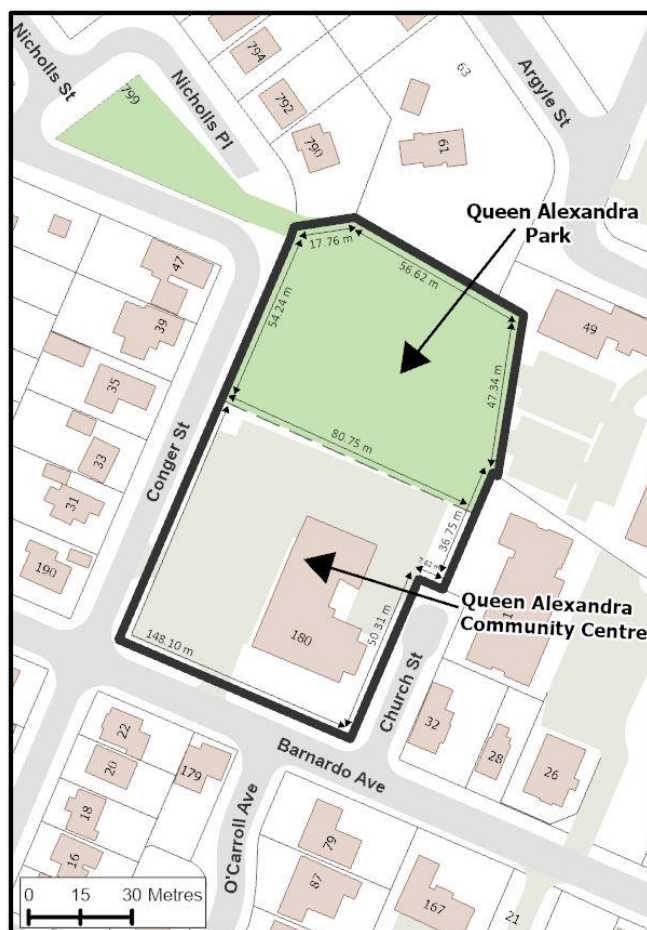 Nicholls St
799
Nicholls Pl
794
792
790
63
61
Argyle St
Queen Alexandra
Park
17.76 m
56.62 m
54.24 m
47.34 m
49
47
39
35
33
31
190
Conger St
80.75 m
36.75 m
7.62 m
Queen Alexandra
Community Centre
180
148.10 m
50.31 m
Church St
1
32
28
26
Barnardo Ave
22
20
18
16
179
O'Carroll Ave
79
87
167
21
0 15 30 Metres